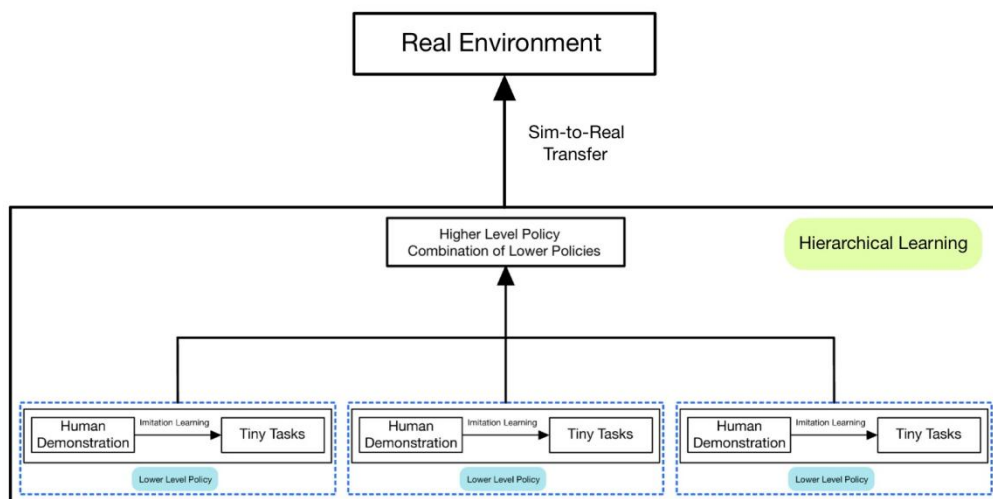 Real Environment
Sim-to-Real
Transfer
Higher Level Policy
Combination of Lower Policies
Hierarchical Learning
Human
Demonstration
Imitation Learning
Tiny Tasks
Lower Level Policy
Human
Demonstration
Imitation Learning
Tiny Tasks
Lower Level Policy
Human
Demonstration
Imitation Learning
Tiny Tasks
Lower Level Policy